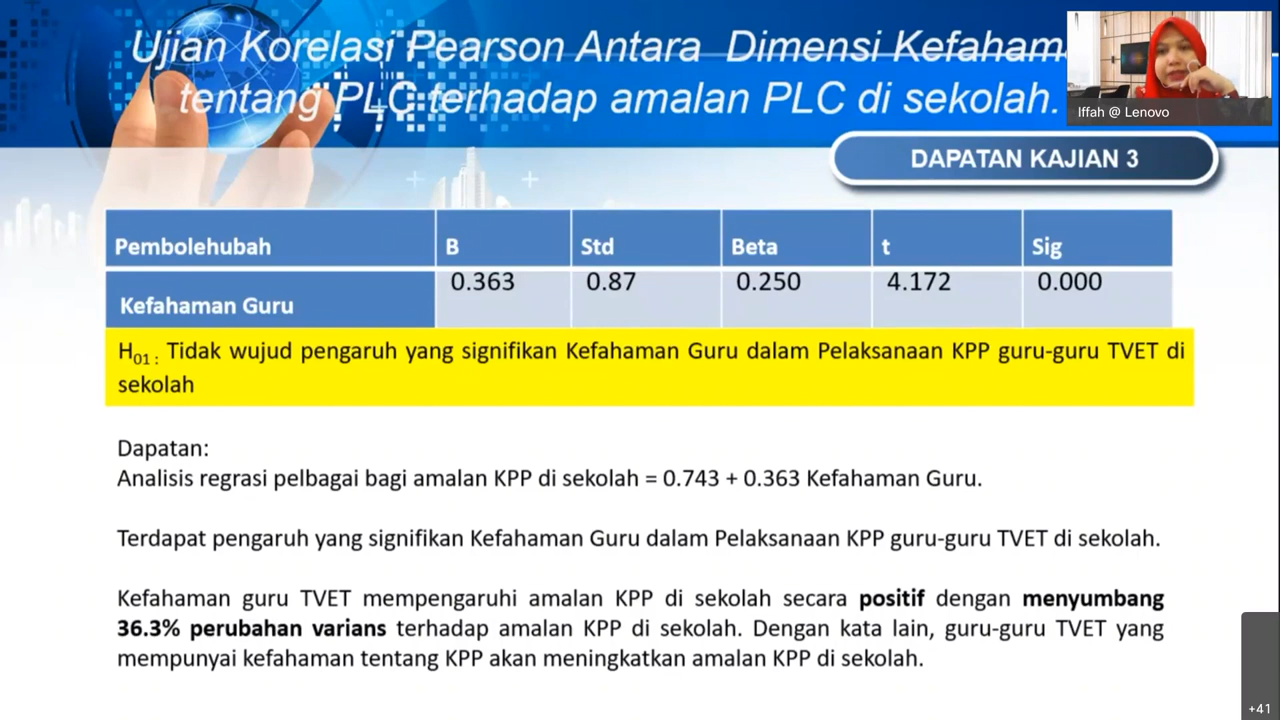 Ujian Korelasi Pearson Antara Dimensi Kefaham
tentang PLC terhadap amalan PLC di sekolah.
Iffah @ Lenovo
DAPATAN KAJIAN 3
Pembolehubah B Std Beta t Sig
Kefahaman Guru 0.363 0.87 0.250 4.172 0.000
H01 : Tidak wujud pengaruh yang signifikan Kefahaman Guru dalam Pelaksanaan KPP guru-guru TVET di
sekolah
Dapatan:
Analisis regrasi pelbagai bagi amalan KPP di sekolah = 0.743 + 0.363 Kefahaman Guru.
Terdapat pengaruh yang signifikan Kefahaman Guru dalam Pelaksanaan KPP guru-guru TVET di sekolah.
Kefahaman guru TVET mempengaruhi amalan KPP di sekolah secara positif dengan menyumbang
36.3% perubahan varians terhadap amalan KPP di sekolah. Dengan kata lain, guru-guru TVET yang
mempunyai kefahaman tentang KPP akan meningkatkan amalan KPP di sekolah.
+41